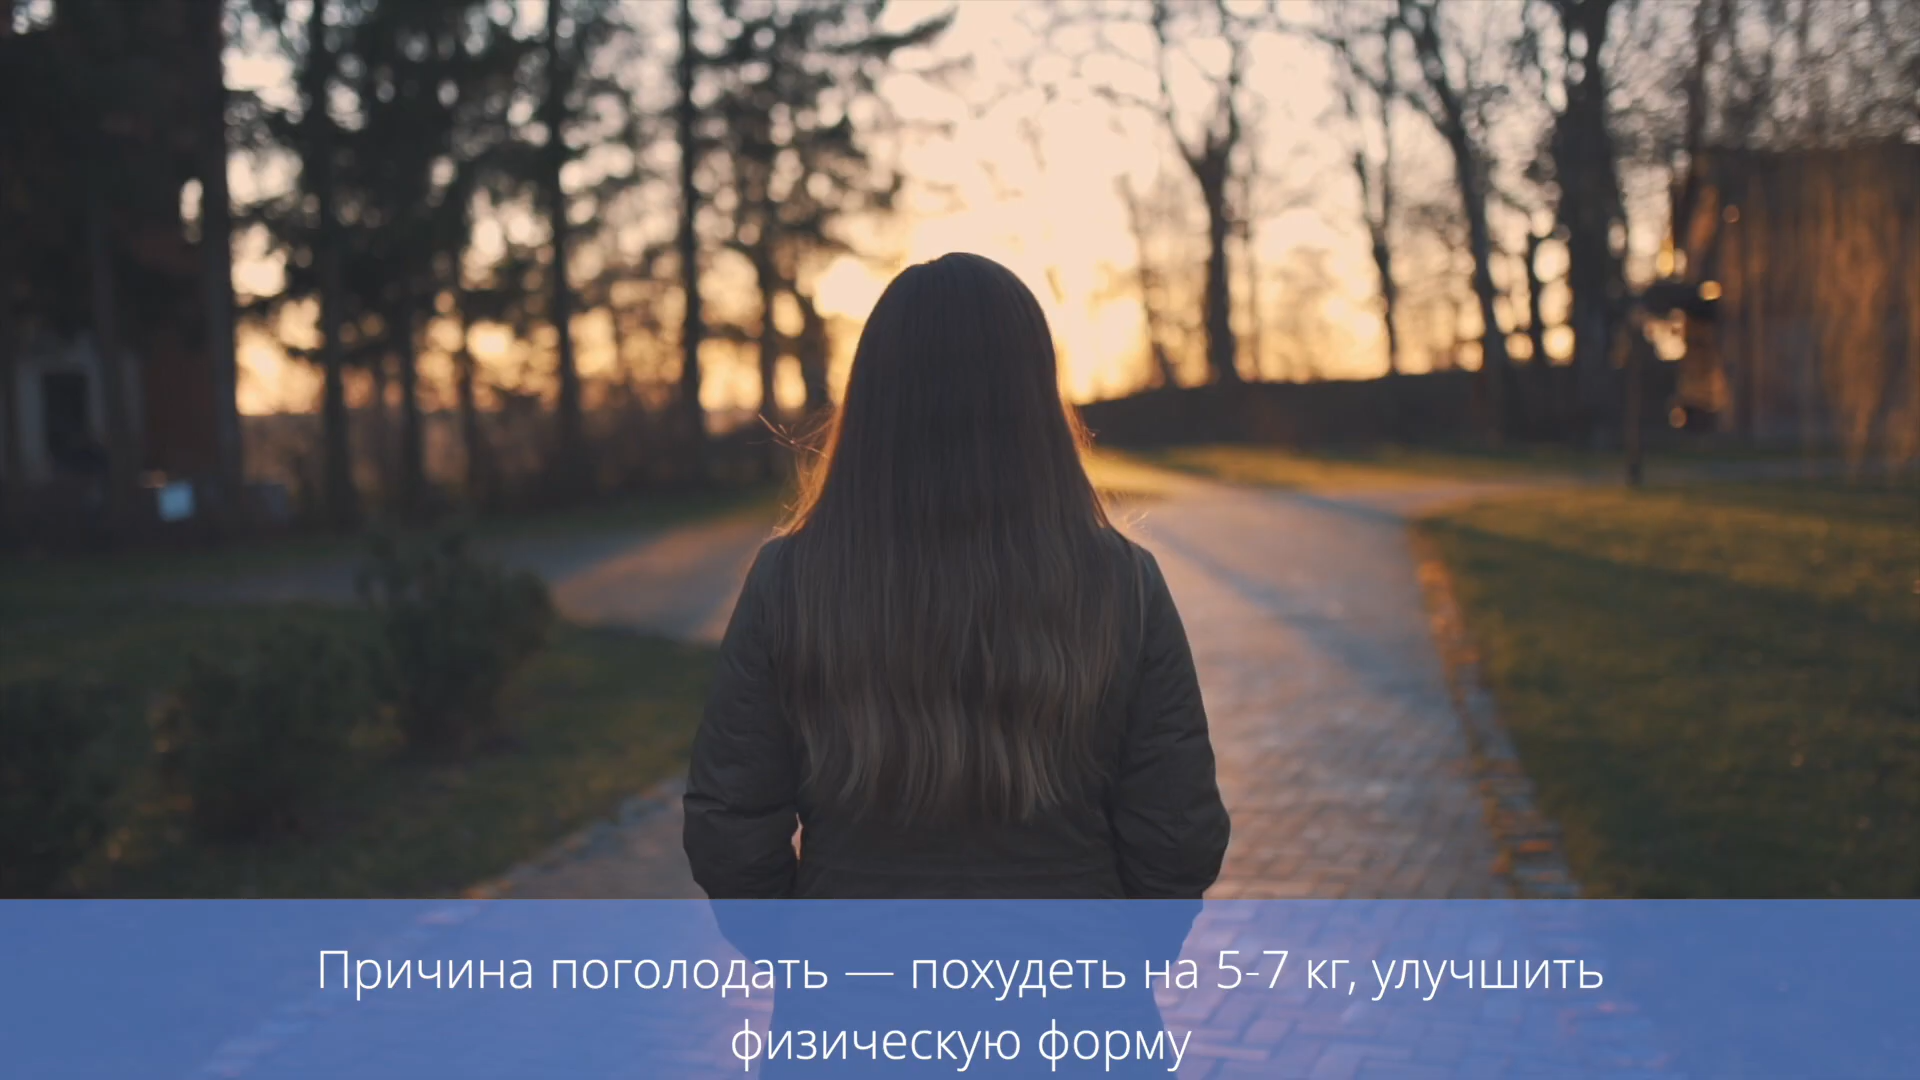 Причина поголодать — похудеть на 5-7 кг, улучшить
физическую форму